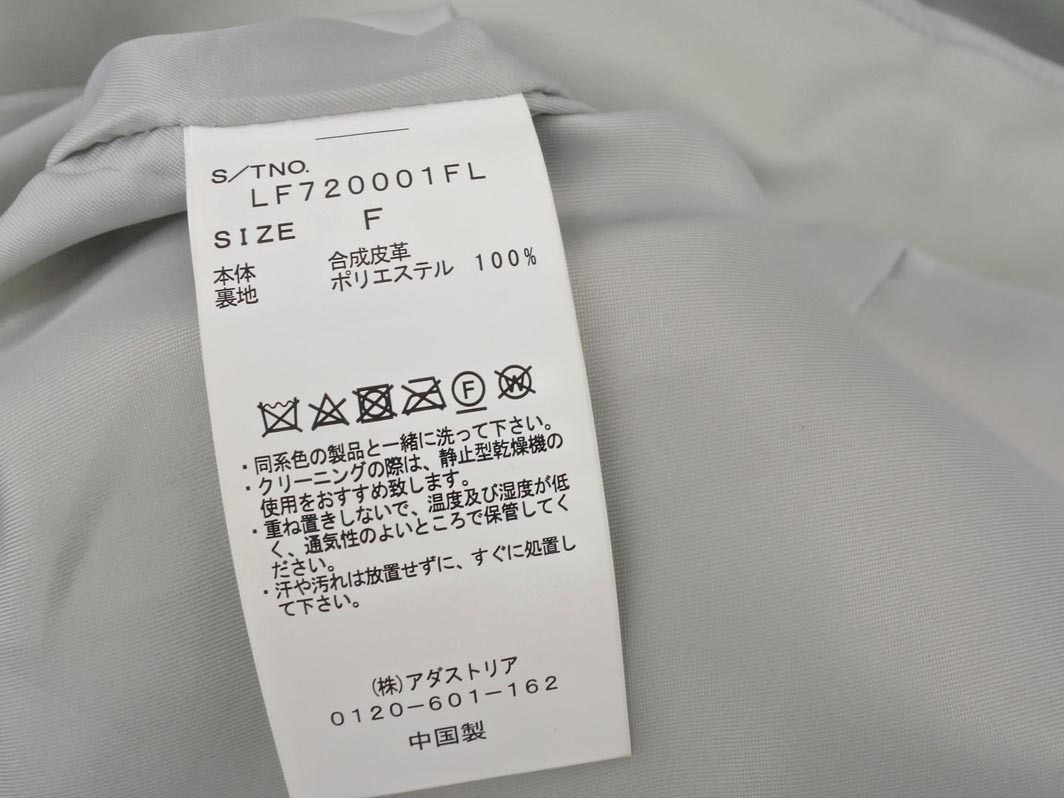 S/TNO.
LF720001FL
SIZE F
本体 合成皮革
裏地 ポリエステル 100%
F W
・同系色の製品と一緒に洗って下さい。
・クリーニングの際は、静止型乾燥機の
使用をおすすめ致します。
・重ね置きしないで、温度及び湿度が低
く、通気性のよいところで保管してく
ださい。
・汗や汚れは放置せずに、すぐに処置し
て下さい。
(株)アダストリア
0120-601-162
中国製